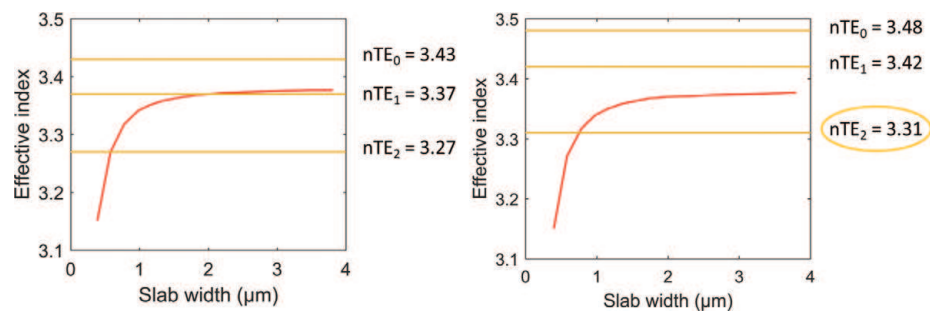 3.5
3.4
3.3
3.2
3.1
Effective index
0
1
2
3
4
Slab width (µm)
nTE₀ = 3.43
nTE₁ = 3.37
nTE₂ = 3.27
3.5
3.4
3.3
3.2
3.1
Effective index
0
1
2
3
4
Slab width (µm)
nTE₀ = 3.48
nTE₁ = 3.42
nTE₂ = 3.31